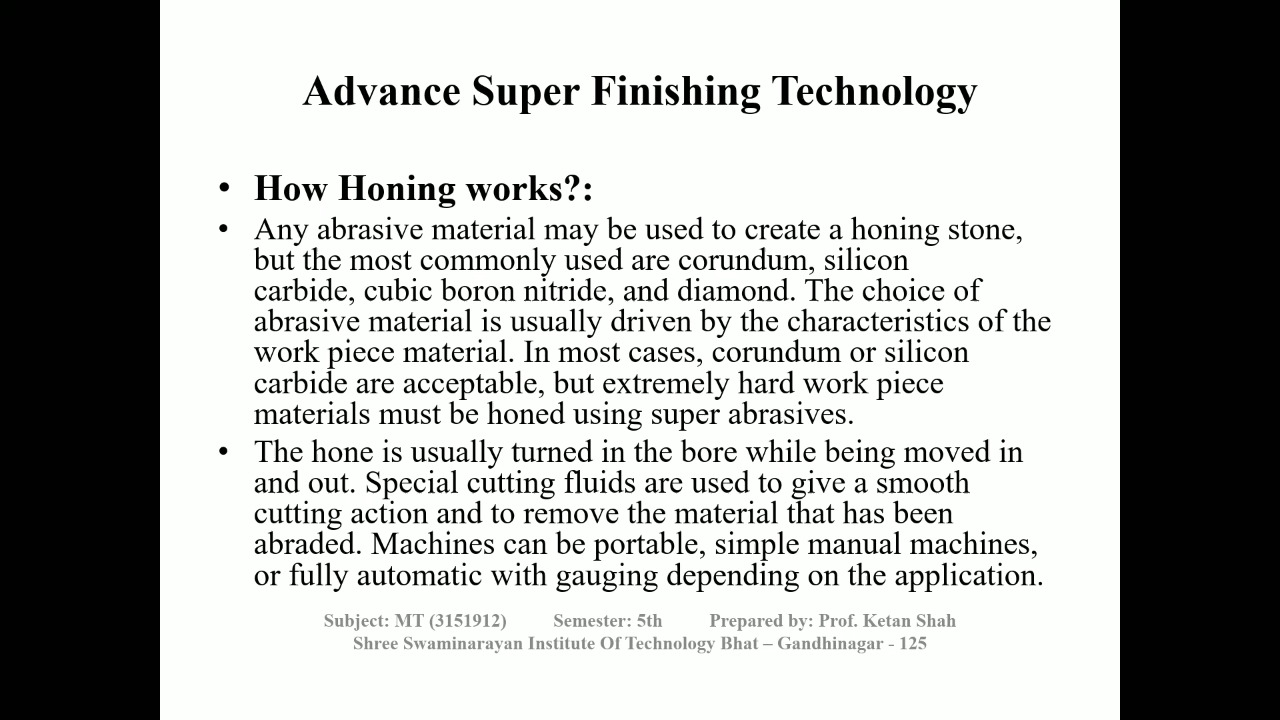 Advance Super Finishing Technology
• How Honing works?:
• Any abrasive material may be used to create a honing stone,
but the most commonly used are corundum, silicon
carbide, cubic boron nitride, and diamond. The choice of
abrasive material is usually driven by the characteristics of the
work piece material. In most cases, corundum or silicon
carbide are acceptable, but extremely hard work piece
materials must be honed using super abrasives.
• The hone is usually turned in the bore while being moved in
and out. Special cutting fluids are used to give a smooth
cutting action and to remove the material that has been
abraded. Machines can be portable, simple manual machines,
or fully automatic with gauging depending on the application.
Subject: MT (3151912) Semester: 5th Prepared by: Prof. Ketan Shah
Shree Swaminarayan Institute Of Technology Bhat – Gandhinagar - 125